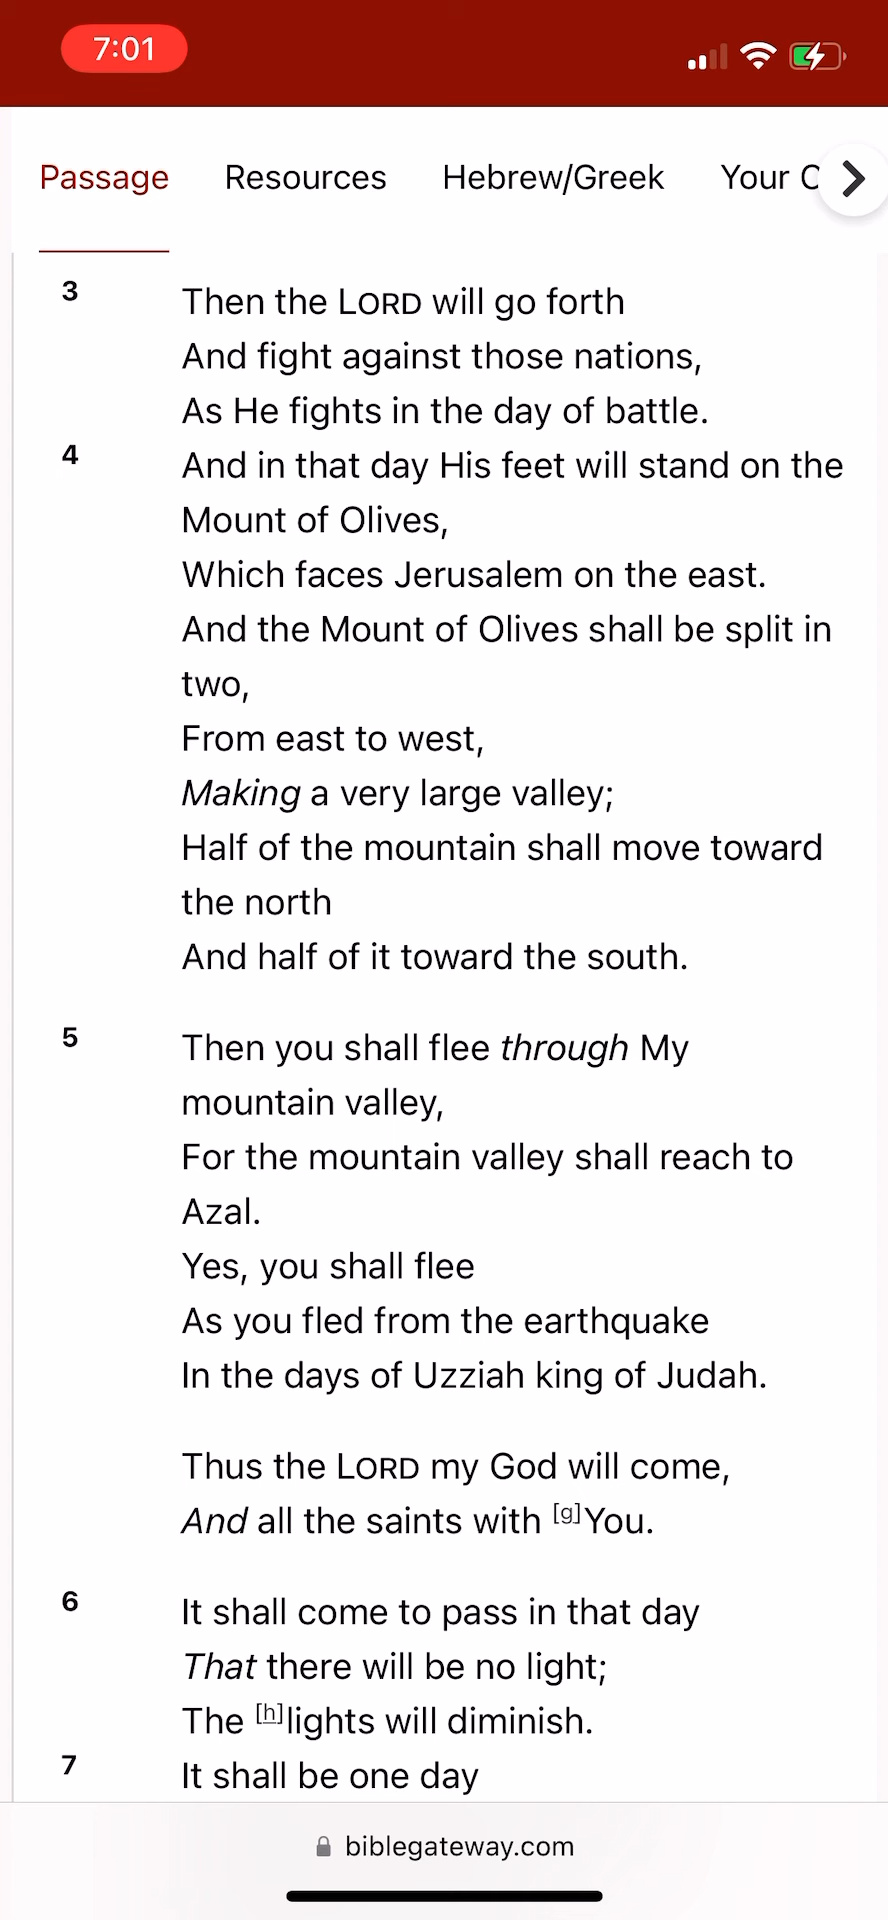 7:01
Passage Resources Hebrew/Greek Your
3 Then the LORD will go forth
And fight against those nations,
As He fights in the day of battle.
4 And in that day His feet will stand on the
Mount of Olives,
Which faces Jerusalem on the east.
And the Mount of Olives shall be split in
two,
From east to west,
Making a very large valley;
Half of the mountain shall move toward
the north
And half of it toward the south.
5 Then you shall flee through My
mountain valley,
For the mountain valley shall reach to
Azal.
Yes, you shall flee
As you fled from the earthquake
In the days of Uzziah king of Judah.
Thus the LORD my God will come,
And all the saints with [g]You.
6 It shall come to pass in that day
That there will be no light;
The [h]lights will diminish.
7 It shall be one day
biblegateway.com